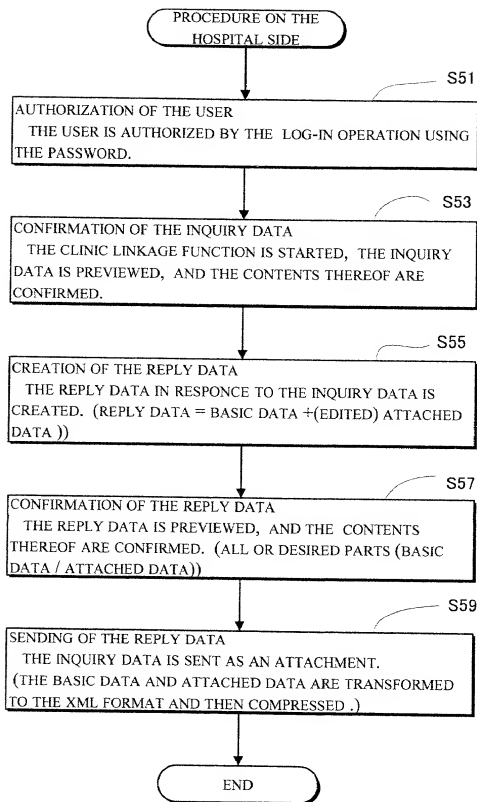 PROCEDURE ON THE
HOSPITAL SIDE
S51
AUTHORIZATION OF THE USER
THE USER IS AUTHORIZED BY THE LOG-IN OPERATION USING
THE PASSWORD.
S53
CONFIRMATION OF THE INQUIRY DATA
THE CLINIC LINKAGE FUNCTION IS STARTED, THE INQUIRY
DATA IS PREVIEWED, AND THE CONTENTS THEREOF ARE
CONFIRMED.
S55
CREATION OF THE REPLY DATA
THE REPLY DATA IN RESPONCE TO THE INQUIRY DATA IS
CREATED. (REPLY DATA = BASIC DATA +(EDITED) ATTACHED
DATA ))
S57
CONFIRMATION OF THE REPLY DATA
THE REPLY DATA IS PREVIEWED, AND THE CONTENTS
THEREOF ARE CONFIRMED. (ALL OR DESIRED PARTS (BASIC
DATA / ATTACHED DATA))
S59
SENDING OF THE REPLY DATA
THE INQUIRY DATA IS SENT AS AN ATTACHMENT.
(THE BASIC DATA AND ATTACHED DATA ARE TRANSFORMED
TO THE XML FORMAT AND THEN COMPRESSED .)
END